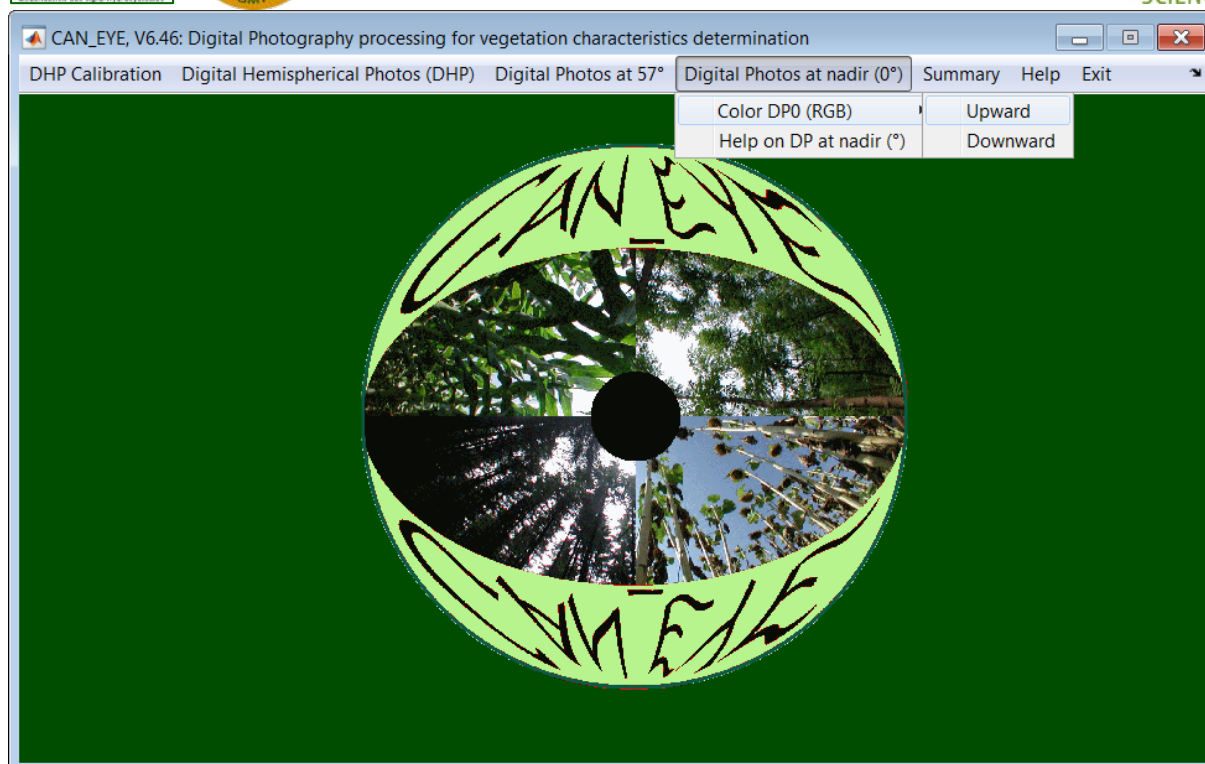 SCIEN
CAN_EYE, V6.46: Digital Photography processing for vegetation characteristics determination
DHP Calibration Digital Hemispherical Photos (DHP) Digital Photos at 57° Digital Photos at nadir (0°) Summary Help Exit
Color DP0 (RGB) Upward
Help on DP at nadir (°) Downward
CAN_EYE
CAN_EYE